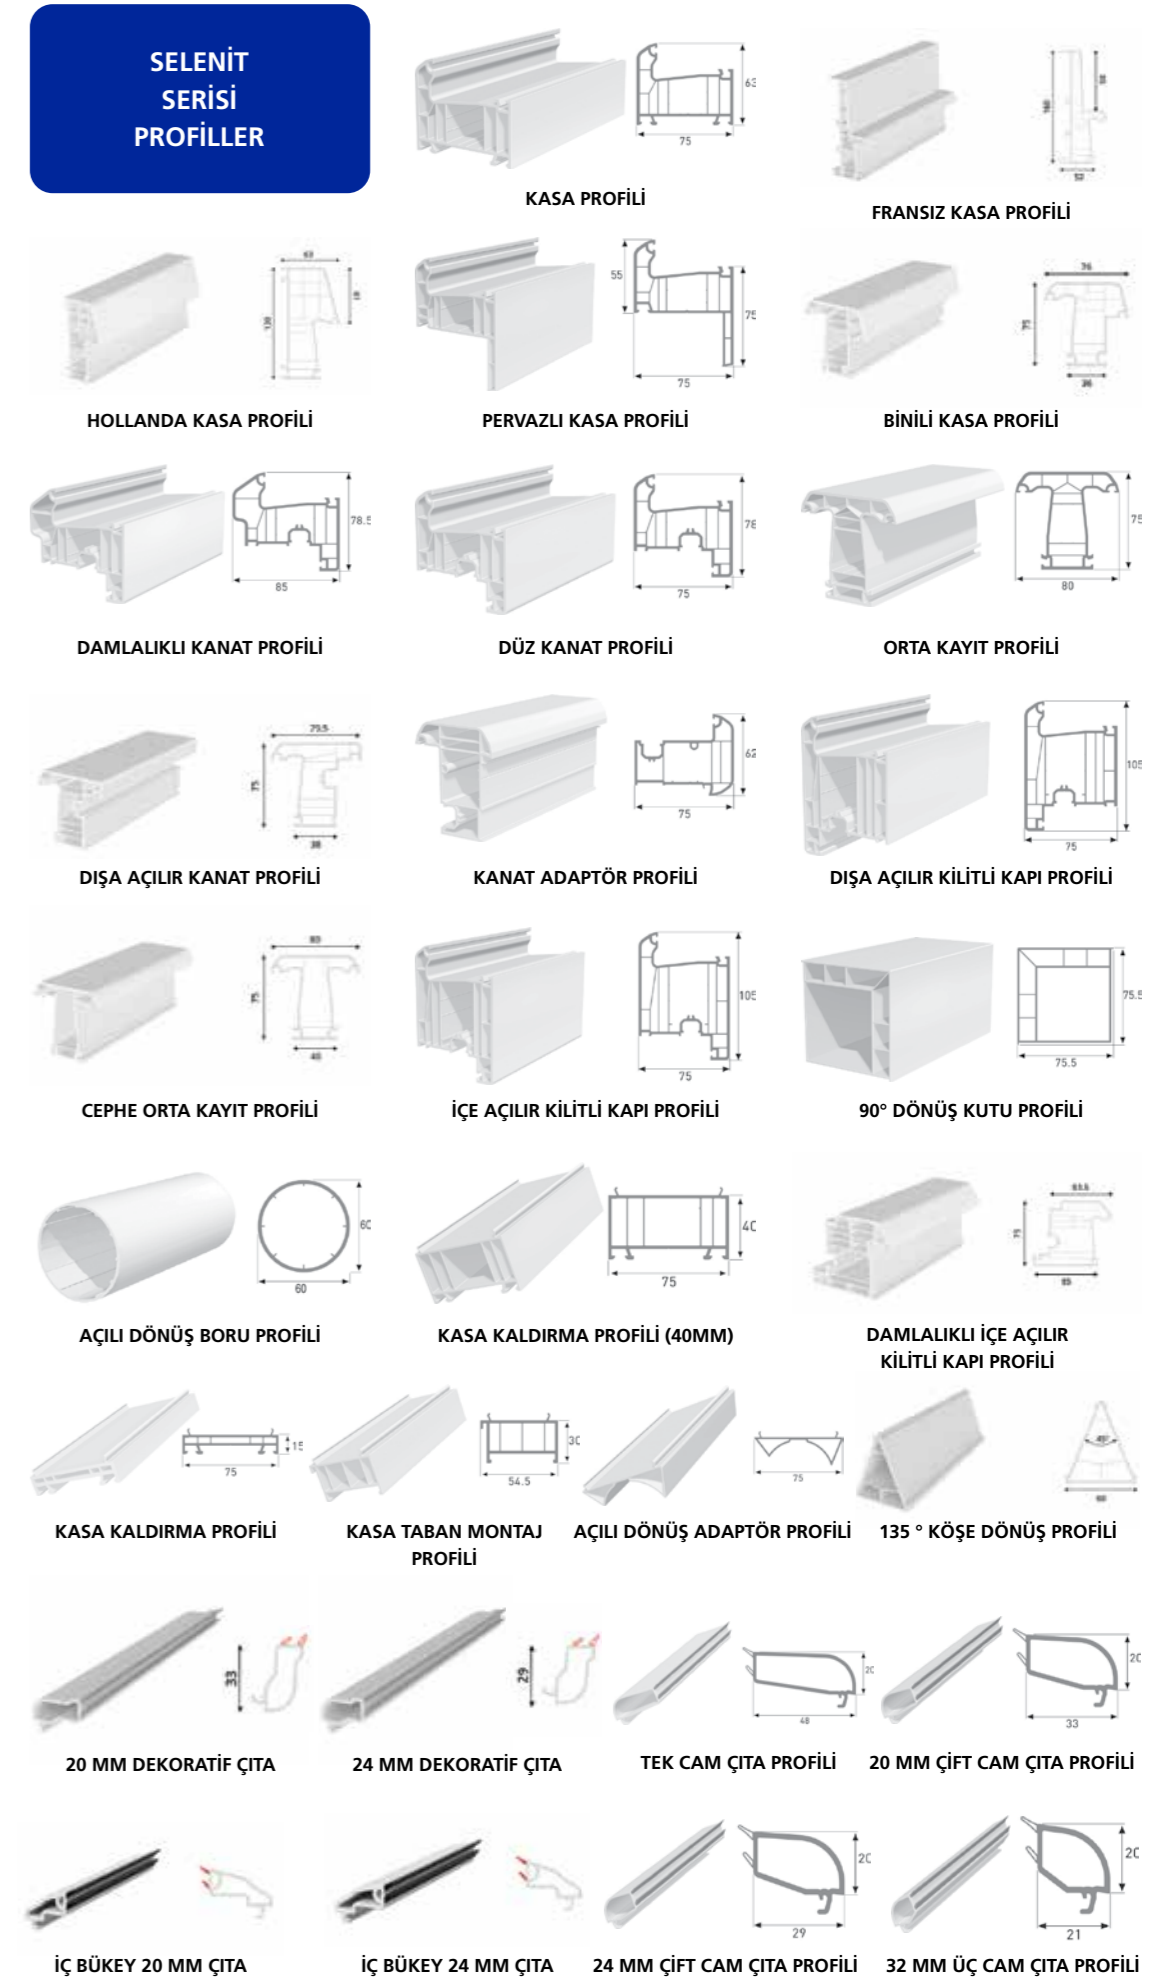 SELENİT
SERİSİ
PROFİLLER
63
75
KASA PROFİLİ
FRANSIZ KASA PROFİLİ
HOLLANDA KASA PROFİLİ
55
75
75
PERVAZLI KASA PROFİLİ
75
36
BİNİLİ KASA PROFİLİ
78.5
85
DAMLALIKLI KANAT PROFİLİ
78
75
DÜZ KANAT PROFİLİ
75
80
ORTA KAYIT PROFİLİ
75
38
DIŞA AÇILIR KANAT PROFİLİ
62
75
KANAT ADAPTÖR PROFİLİ
105
75
DIŞA AÇILIR KİLİTLİ KAPI PROFİLİ
75
CEPHE ORTA KAYIT PROFİLİ
105
75
İÇE AÇILIR KİLİTLİ KAPI PROFİLİ
75.5
75.5
90° DÖNÜŞ KUTU PROFİLİ
60
60
AÇILI DÖNÜŞ BORU PROFİLİ
40
75
KASA KALDIRMA PROFİLİ (40MM)
DAMLALIKLI İÇE AÇILIR
KİLİTLİ KAPI PROFİLİ
75
KASA KALDIRMA PROFİLİ
30
54.5
KASA TABAN MONTAJ
PROFİLİ
75
AÇILI DÖNÜŞ ADAPTÖR PROFİLİ
135 ° KÖŞE DÖNÜŞ PROFİLİ
33
20 MM DEKORATİF ÇITA
29
24 MM DEKORATİF ÇITA
20
48
TEK CAM ÇITA PROFİLİ
20
33
20 MM ÇİFT CAM ÇITA PROFİLİ
İÇ BÜKEY 20 MM ÇITA
İÇ BÜKEY 24 MM ÇITA
20
29
24 MM ÇİFT CAM ÇITA PROFİLİ
20
21
32 MM ÜÇ CAM ÇITA PROFİLİ